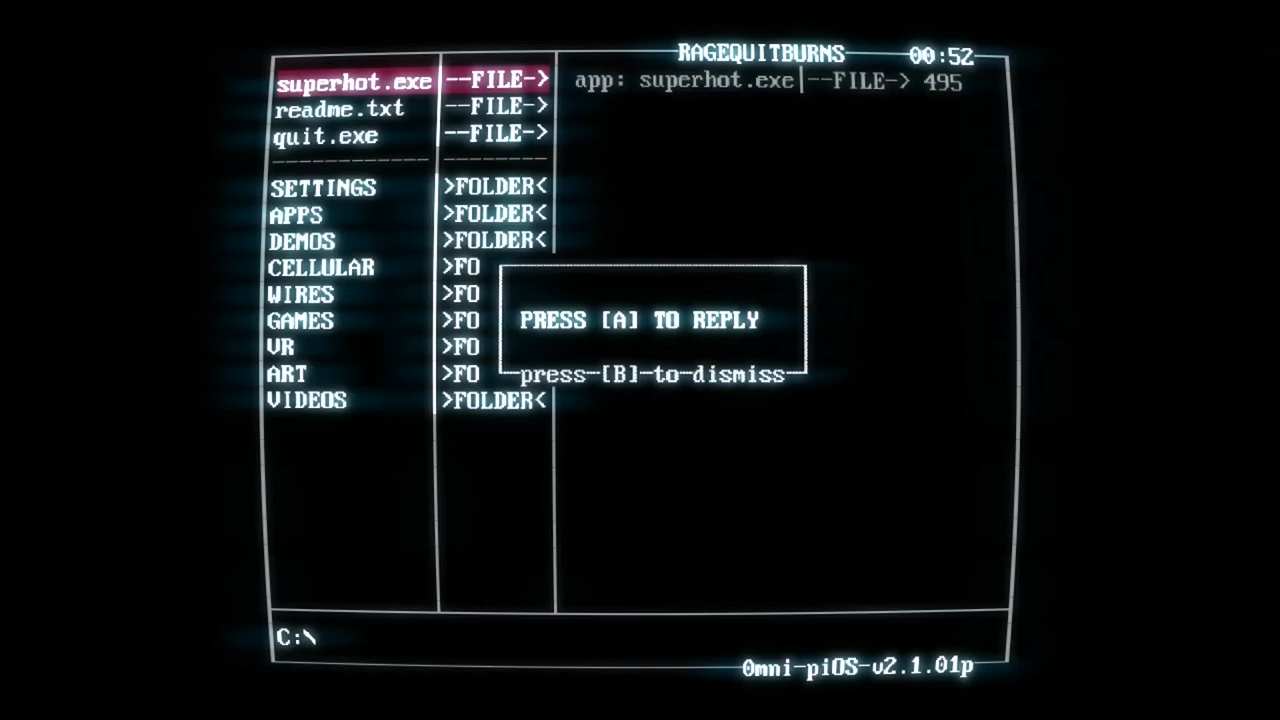 RAGEQUITBURNS 00:52
superhot.exe --FILE-> app: superhot.exe|--FILE-> 495
readme.txt --FILE->
quit.exe --FILE->
SETTINGS >FOLDER<
APPS >FOLDER<
DEMOS >FOLDER<
CELLULAR >FO
WIRES >FO
GAMES >FO
PRESS [A] TO REPLY
VR >FO
ART >FO
press-[B]-to-dismiss
VIDEOS >FOLDER<
C:\
0mni-piOS-v2.1.01p